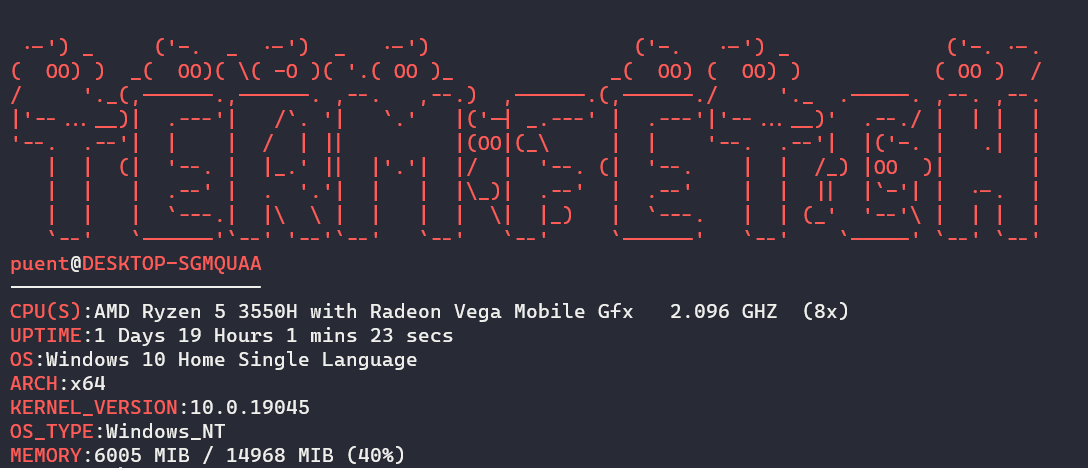 TERMFETCH
puent@DESKTOP-SGMQUAA
CPU(S):AMD Ryzen 5 3550H with Radeon Vega Mobile Gfx 2.096 GHZ (8x)
UPTIME:1 Days 19 Hours 1 mins 23 secs
OS:Windows 10 Home Single Language
ARCH:x64
KERNEL_VERSION:10.0.19045
OS_TYPE:Windows_NT
MEMORY:6005 MIB / 14968 MIB (40%)